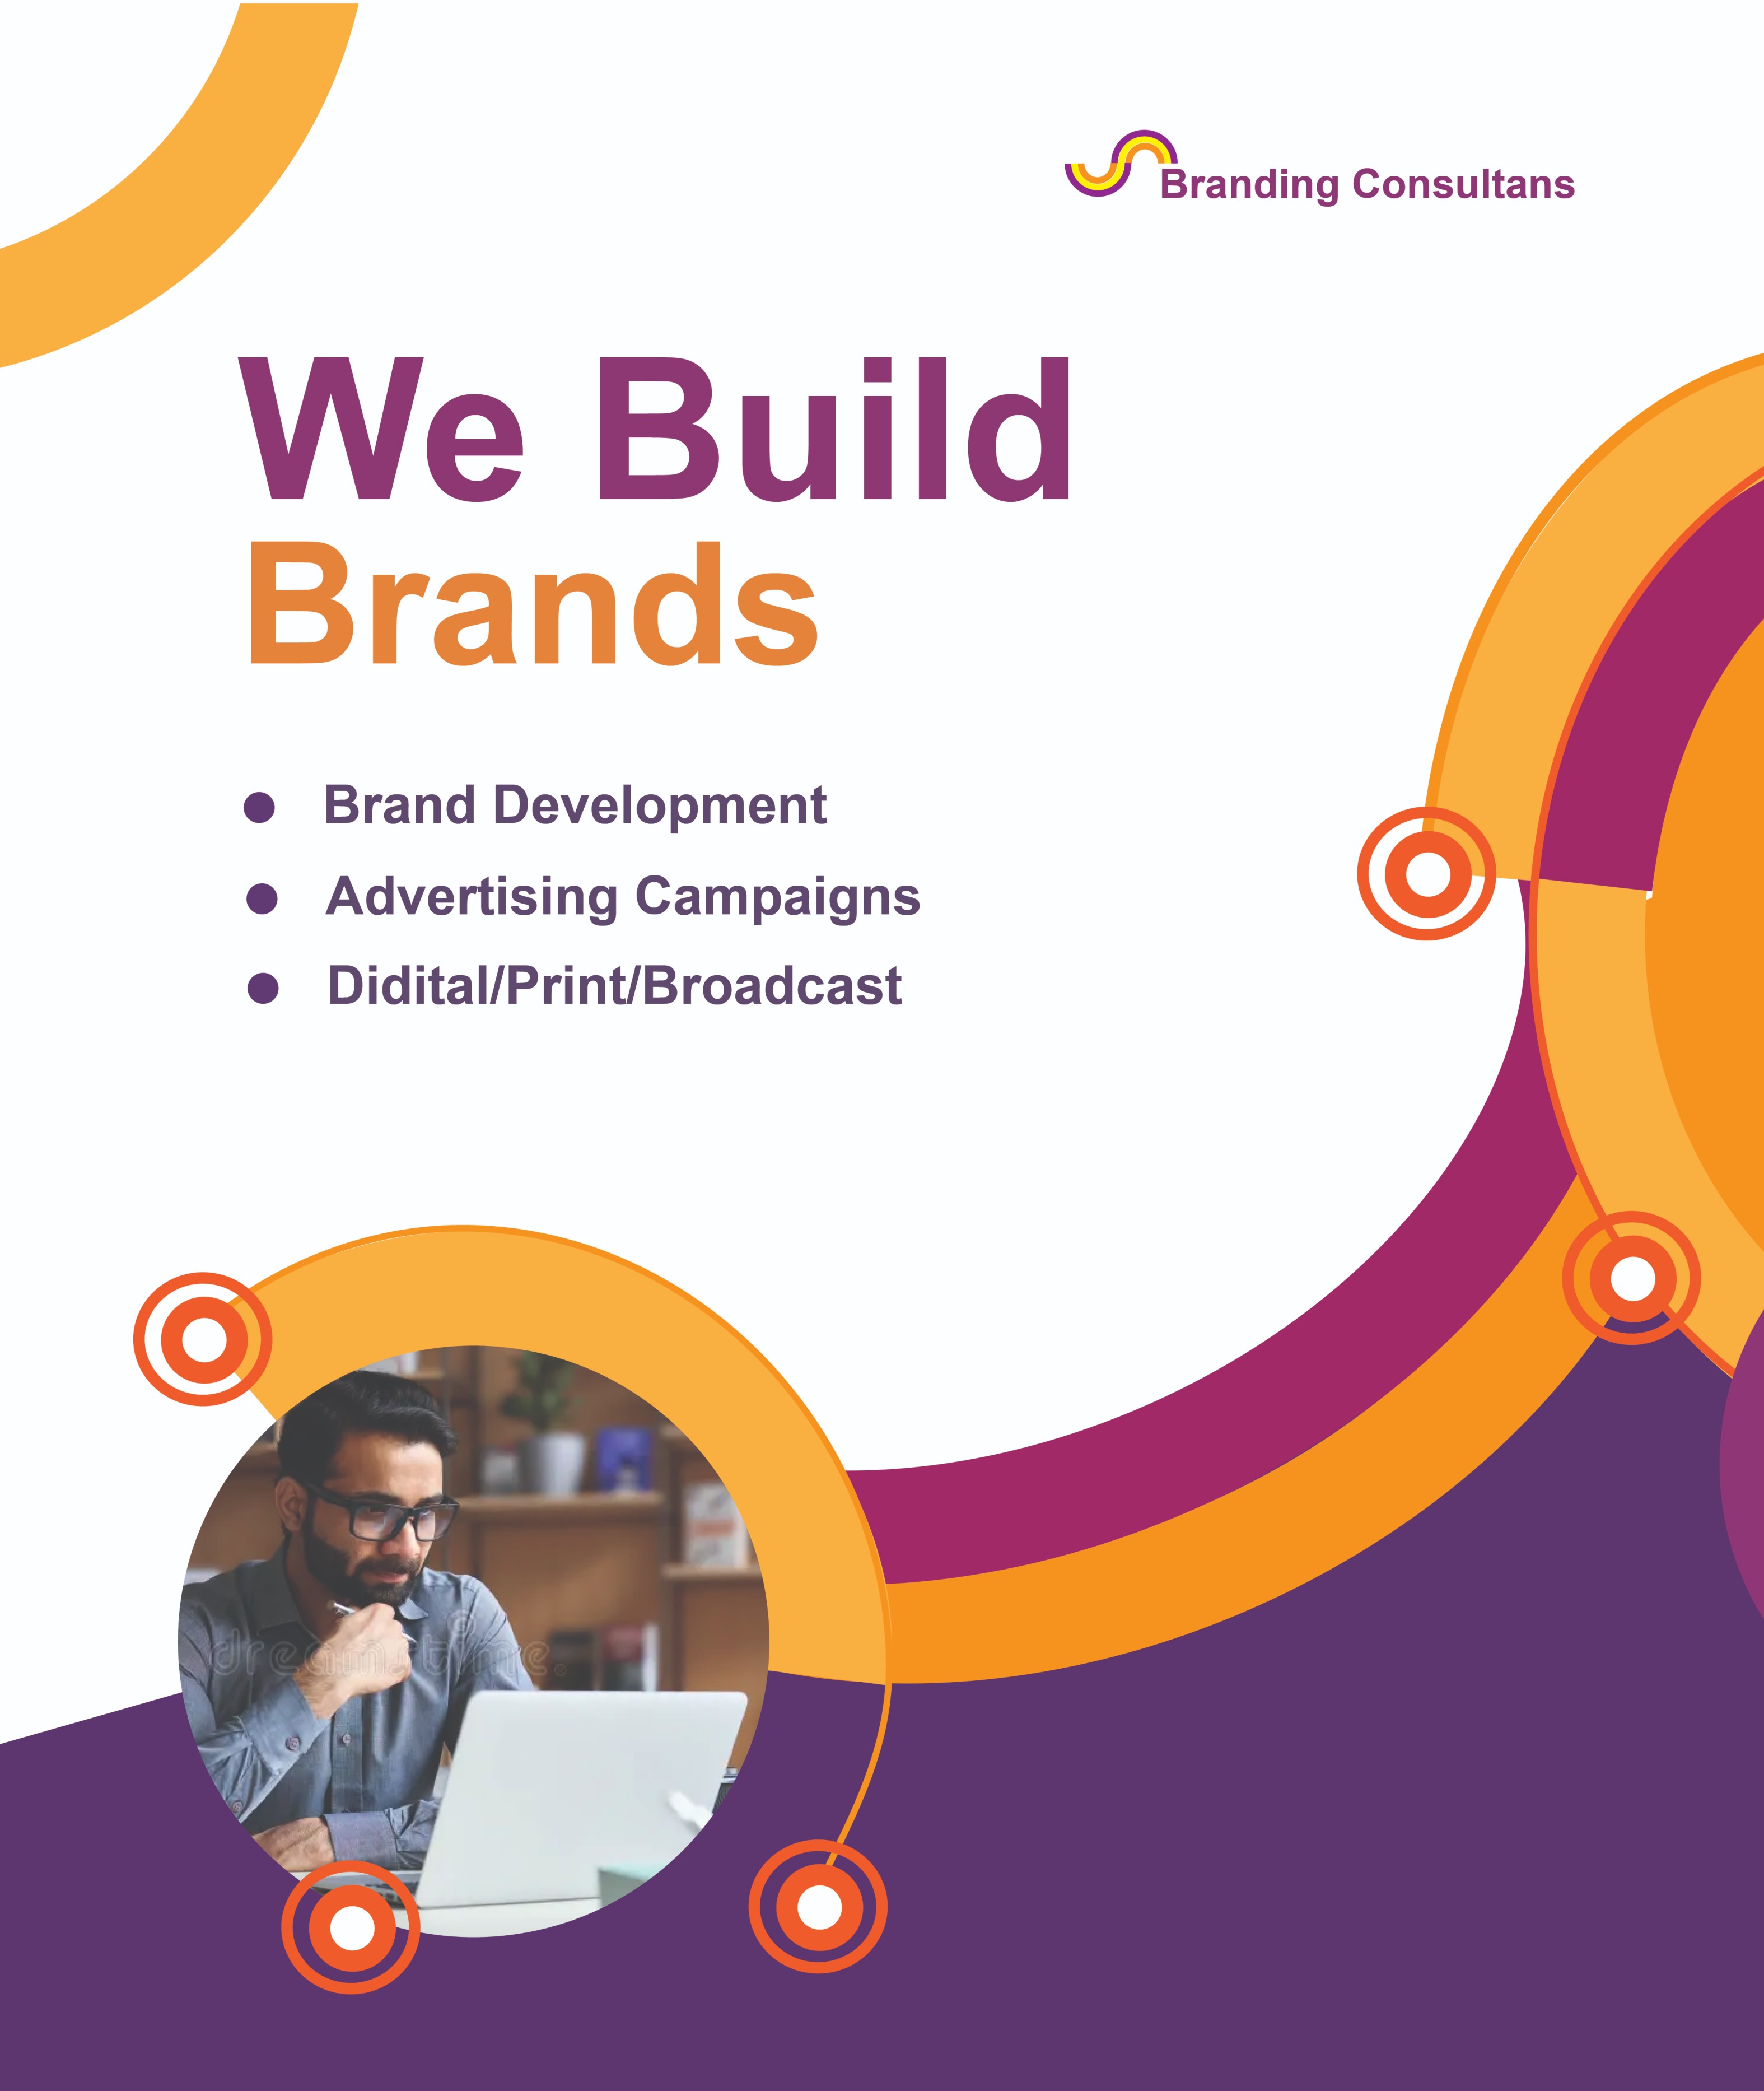 Branding Consultans
We Build
Brands
Brand Development
Advertising Campaigns
Didital/Print/Broadcast
dreamstime.